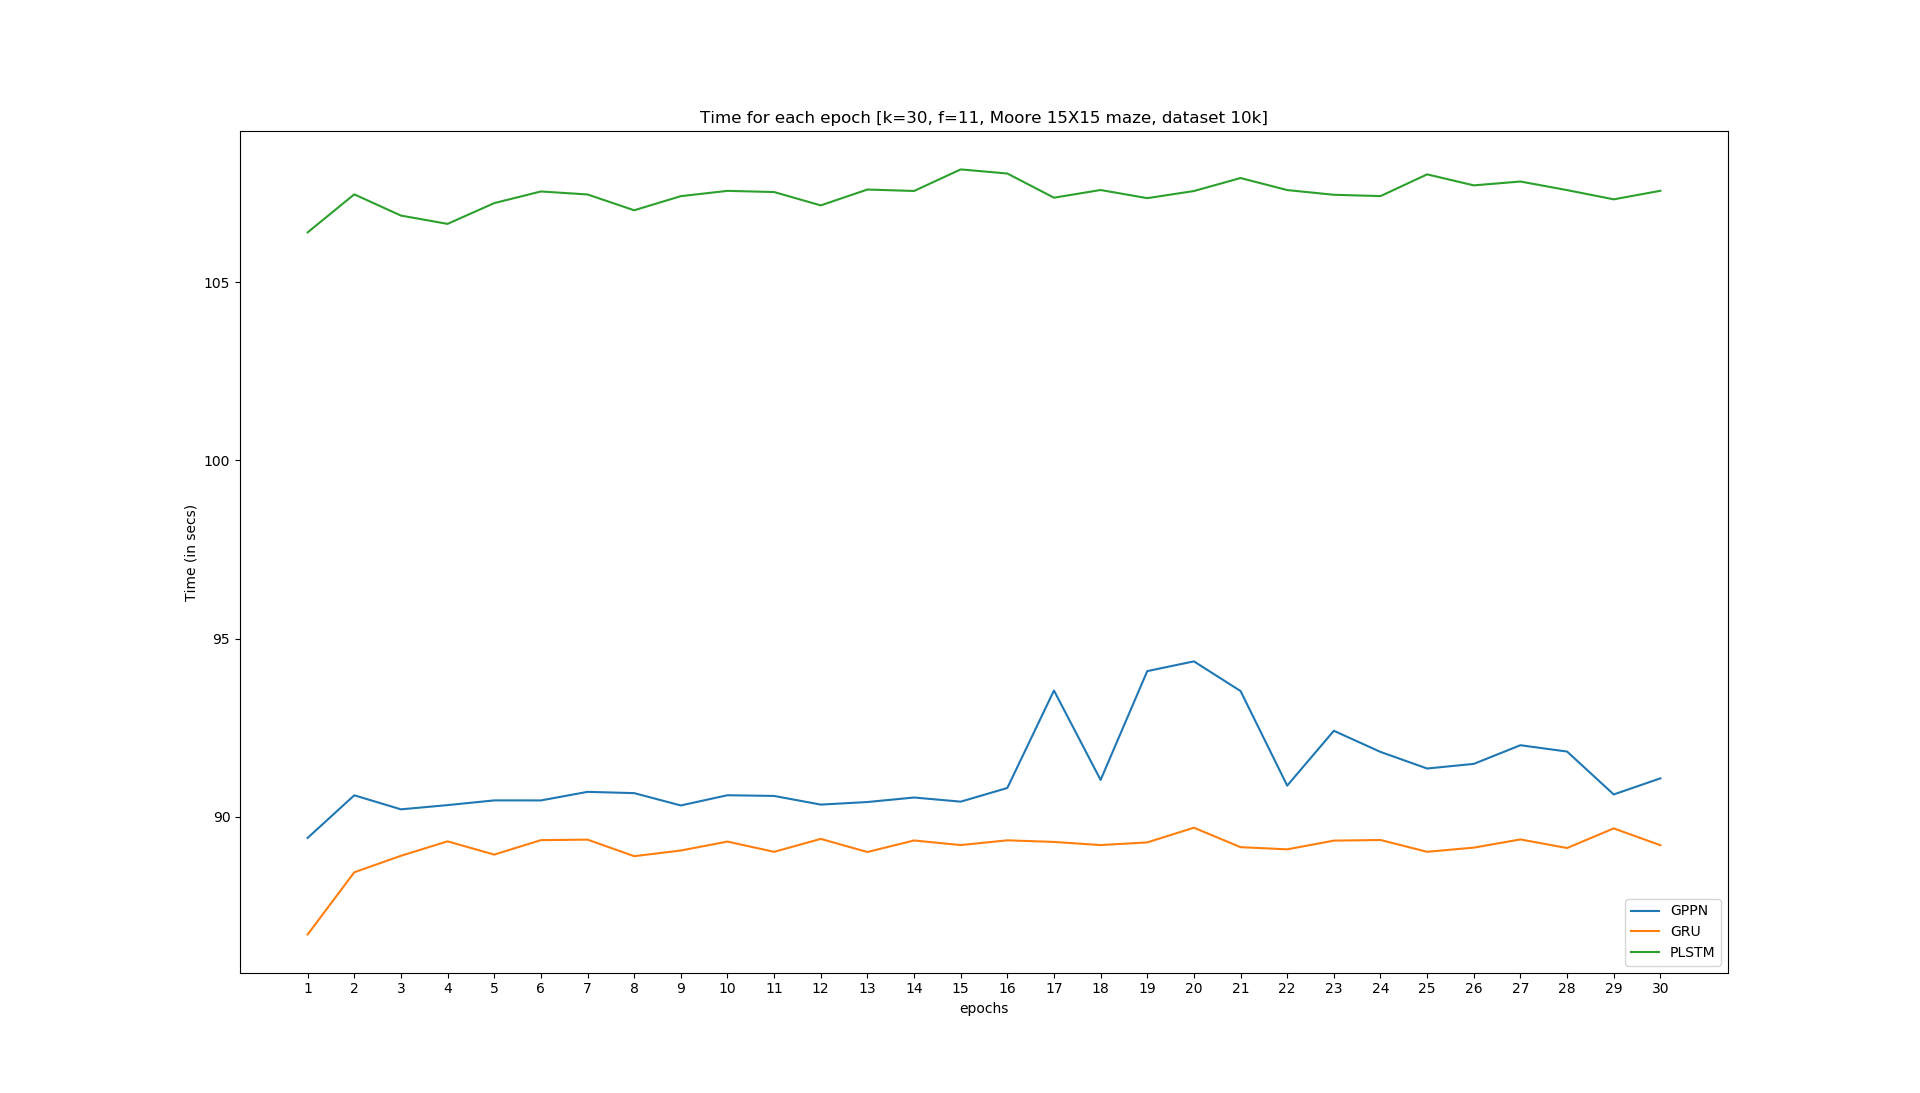 Time for each epoch [k=30, f=11, Moore 15X15 maze, dataset 10k]
105
100
95
90
Time (in secs)
GPPN
GRU
PLSTM
1 2 3 4 5 6 7 8 9 10 11 12 13 14 15 16 17 18 19 20 21 22 23 24 25 26 27 28 29 30
epochs